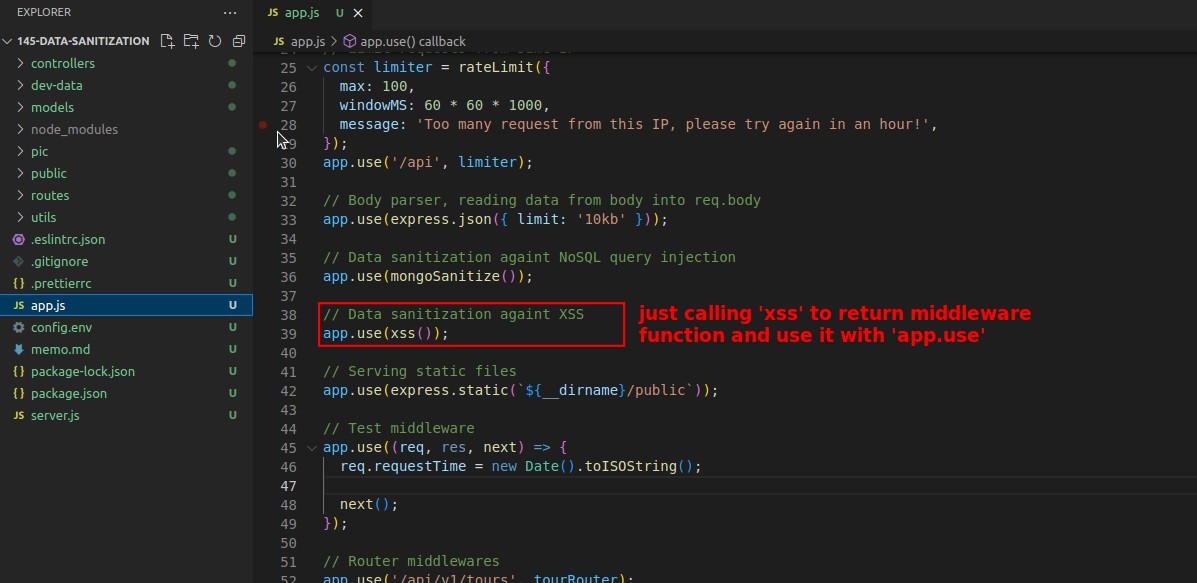 EXPLORER
...
JS app.js U
145-DATA-SANITIZATION
JS app.js > app.use() callback
controllers
dev-data
models
node_modules
pic
public
routes
utils
.eslintrc.json U
.gitignore U
{} .prettierrc U
JS app.js U
config.env U
memo.md U
{} package-lock.json U
{} package.json U
JS server.js U
25 const limiter = rateLimit({
26 max: 100,
27 windowMS: 60 * 60 * 1000,
28 message: 'Too many request from this IP, please try again in an hour!',
29 });
30 app.use('/api', limiter);
31
32 // Body parser, reading data from body into req.body
33 app.use(express.json({ limit: '10kb' }));
34
35 // Data sanitization againt NoSQL query injection
36 app.use(mongoSanitize());
37
38 // Data sanitization againt XSS
39 app.use(xss());
just calling 'xss' to return middleware
function and use it with 'app.use'
40
41 // Serving static files
42 app.use(express.static(`${__dirname}/public`));
43
44 // Test middleware
45 app.use((req, res, next) => {
46 req.requestTime = new Date().toISOString();
47
48 next();
49 });
50
51 // Router middlewares
52 app.use('/api/v1/tours', tourRouter);